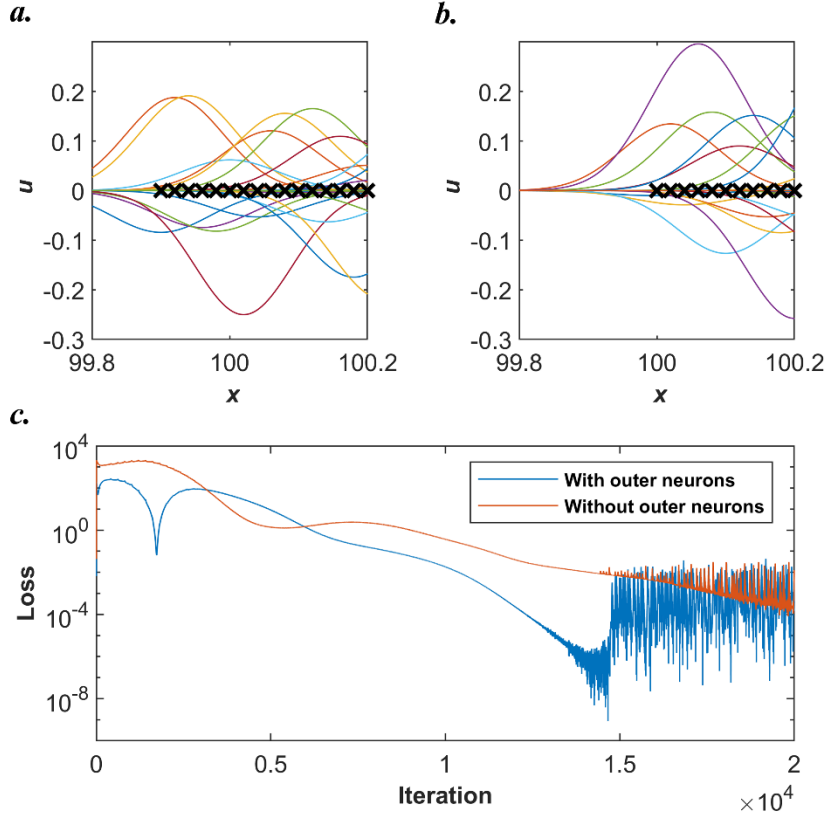 a.
b.
0.2
0.1
0
-0.1
-0.2
-0.3
u
99.8
100
100.2
x
0.2
0.1
0
-0.1
-0.2
-0.3
u
99.8
100
100.2
x
c.
10^4
10^0
10^-4
10^-8
Loss
With outer neurons
Without outer neurons
0
0.5
1
1.5
2
Iteration
× 10^4